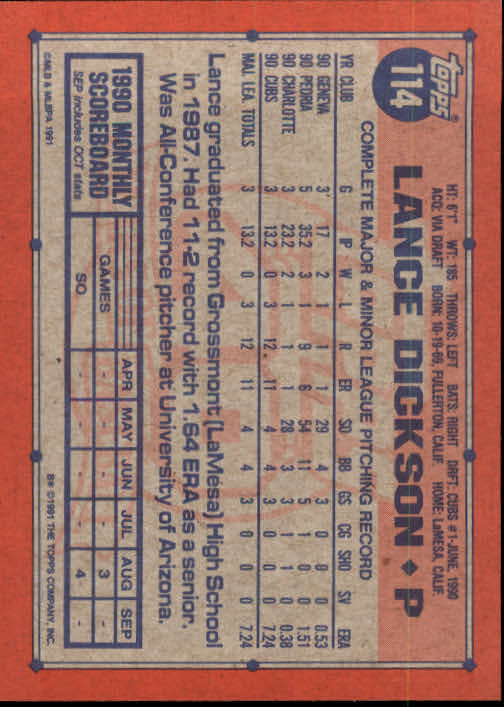 topps®
114
LANCE DICKSON ♦ P
HT: 6'1" WT: 185 THROWS: LEFT BATS: RIGHT DRFT: CUBS #1-JUNE, 1990
ACQ: VIA DRAFT BORN: 10-19-69, FULLERTON, CALIF. HOME: LaMESA, CALIF.
COMPLETE MAJOR & MINOR LEAGUE PITCHING RECORD
YR CLUB G IP W L R ER SO BB GS CG SHO SV ERA
90 GENEVA 3 17 2 1 1 1 29 4 3 0 0 0 0.53
90 PEORIA 5 35.2 3 1 9 6 54 11 5 1 0 0 1.51
90 CHARLOTTE 3 23.2 2 1 1 1 28 3 3 1 1 0 0.38
90 CUBS 3 13.2 0 3 12 11 4 4 3 0 0 0 7.24
MAJ. LEA. TOTALS 3 13.2 0 3 12 11 4 4 3 0 0 0 7.24
Lance graduated from Grossmont (LaMesa) High School
in 1987. Had 11-2 record with 1.64 ERA as a senior.
Was All-Conference pitcher at University of Arizona.
1990 MONTHLY
SCOREBOARD
SEP includes OCT stats
APR MAY JUN JUL AUG SEP
GAMES - - - - 3 -
SO - - - - 4 -
©MLB & MLBPA 1991
B* ©1991 THE TOPPS COMPANY, INC.